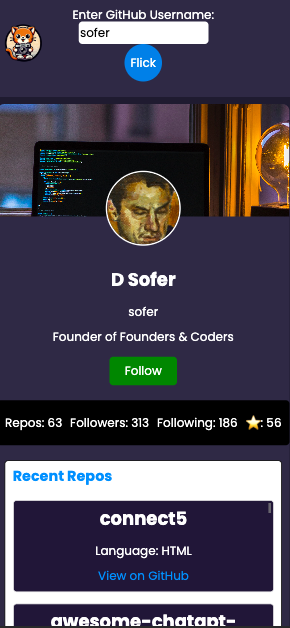 Enter GitHub Username:
sofer
Flick
D Sofer
sofer
Founder of Founders & Coders
Follow
Repos: 63 Followers: 313 Following: 186 ⭐: 56
Recent Repos
connect5
Language: HTML
View on GitHub
awesome-chatgpt-